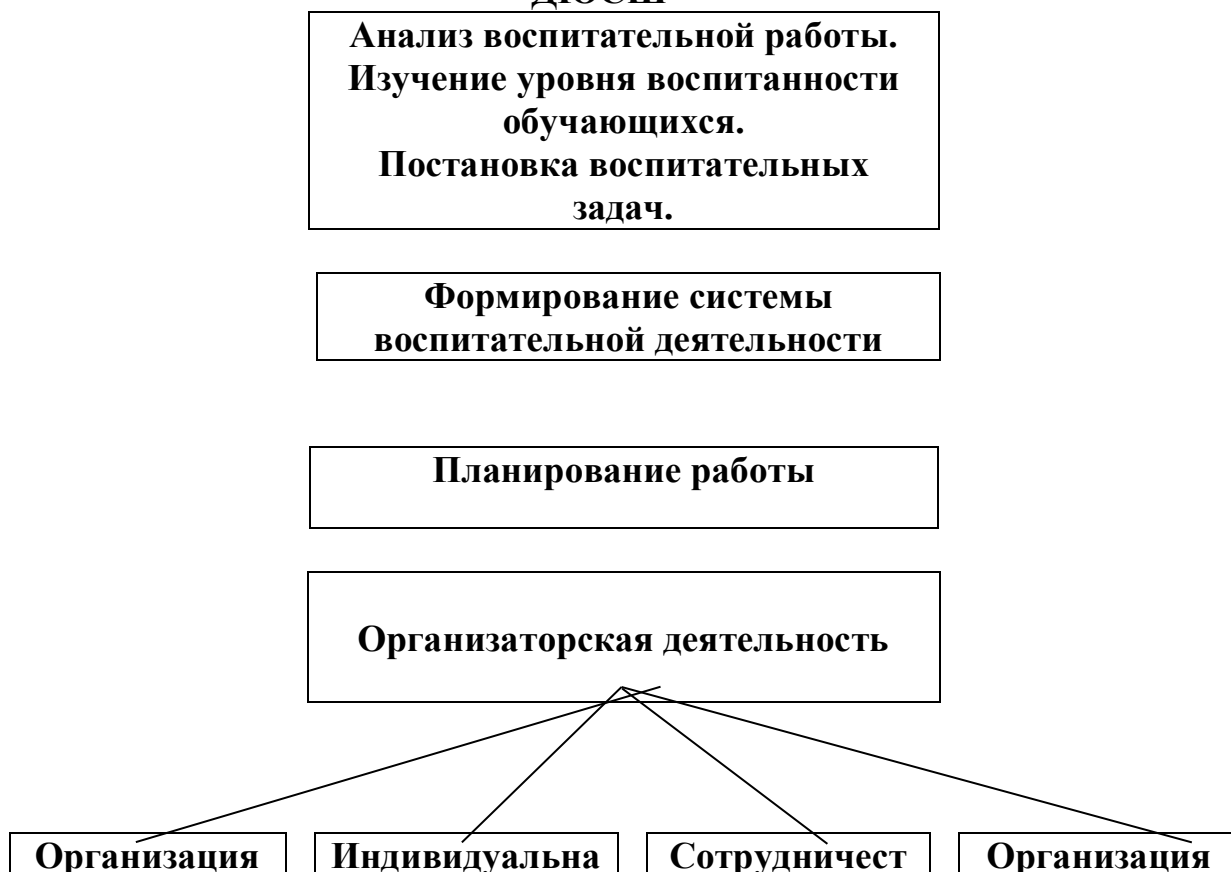 ДЮСШ
Анализ воспитательной работы.
Изучение уровня воспитанности
обучающихся.
Постановка воспитательных
задач.
Формирование системы
воспитательной деятельности
Планирование работы
Организаторская деятельность
Организация
Индивидуальна
Сотрудничест
Организация